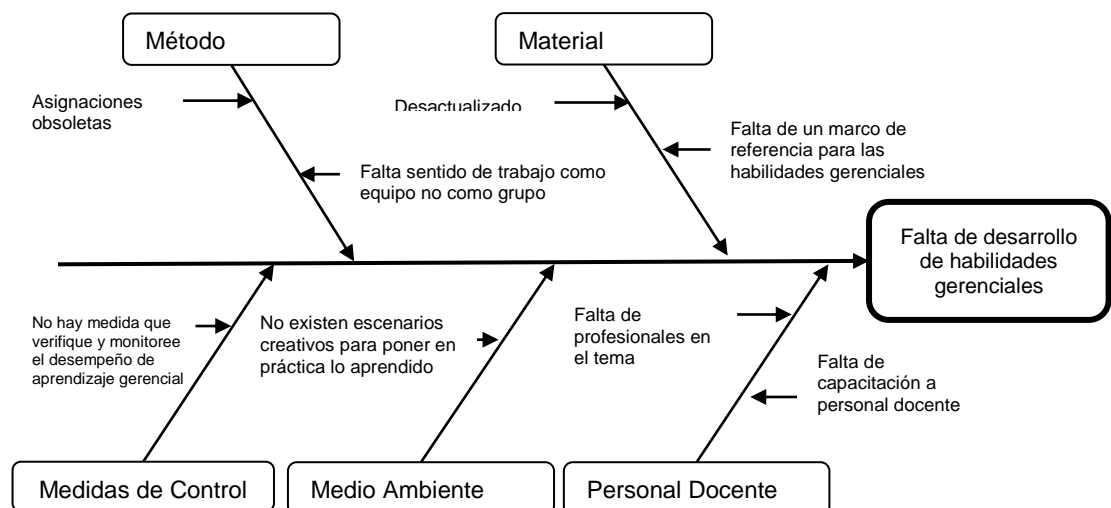 Método
Material
Asignaciones
obsoletas
Desactualizado
Falta sentido de trabajo como
equipo no como grupo
Falta de un marco de
referencia para las
habilidades gerenciales
Falta de desarrollo
de habilidades
gerenciales
No hay medida que
verifique y monitoree
el desempeño de
aprendizaje gerencial
No existen escenarios
creativos para poner en
práctica lo aprendido
Falta de
profesionales en
el tema
Falta de
capacitación a
personal docente
Medidas de Control
Medio Ambiente
Personal Docente